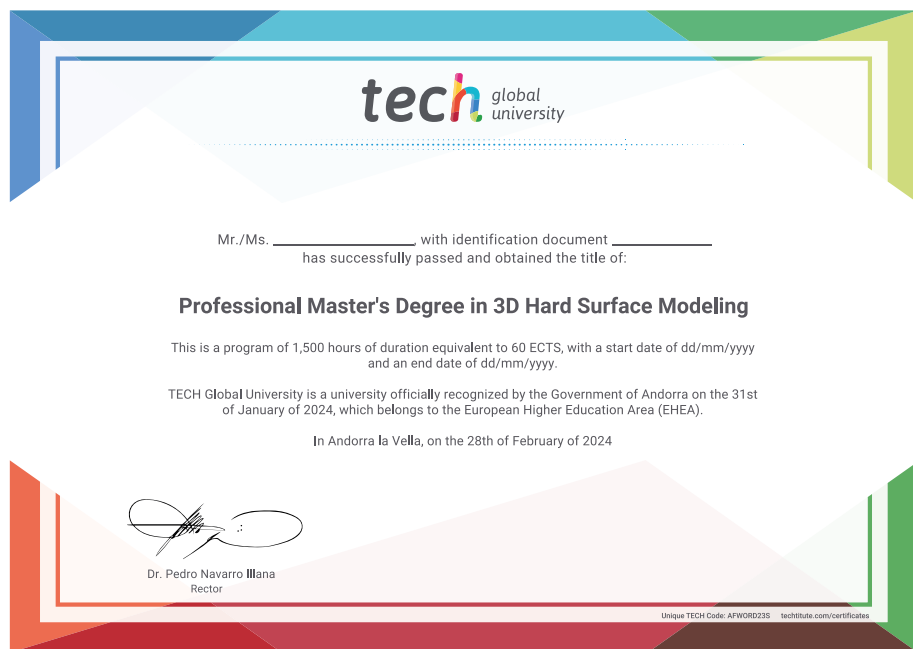 tech global university
Mr./Ms. ________________, with identification document ___________
has successfully passed and obtained the title of:
Professional Master's Degree in 3D Hard Surface Modeling
This is a program of 1,500 hours of duration equivalent to 60 ECTS, with a start date of dd/mm/yyyy
and an end date of dd/mm/yyyy.
TECH Global University is a university officially recognized by the Government of Andorra on the 31st
of January of 2024, which belongs to the European Higher Education Area (EHEA).
In Andorra la Vella, on the 28th of February of 2024
Dr. Pedro Navarro Illana
Rector
Unique TECH Code: AFWORD23S techtitute.com/certificates